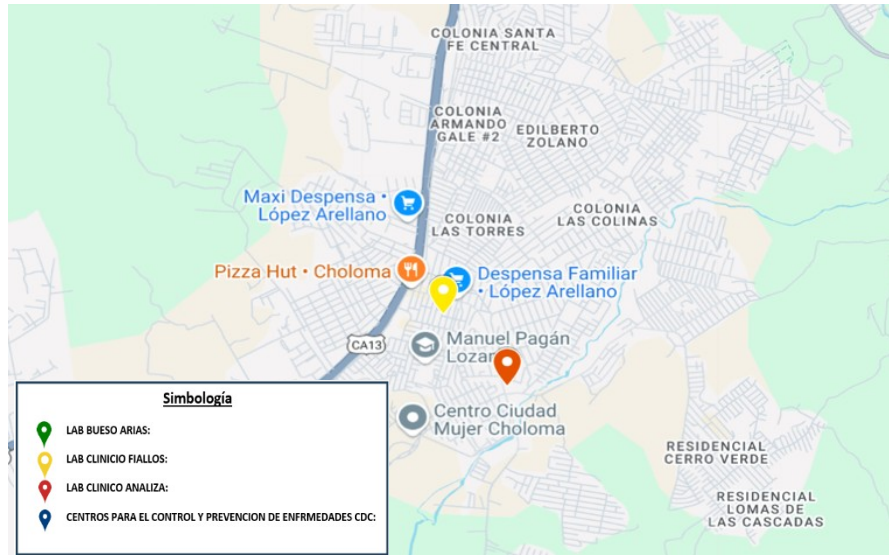 COLONIA SANTA
FE CENTRAL
COLONIA
ARMANDO
GALE #2
EDILBERTO
ZOLANO
Maxi Despensa •
López Arellano
COLONIA
LAS TORRES
COLONIA
LAS COLINAS
Pizza Hut • Choloma
Despensa Familiar
• López Arellano
CA13
Manuel Pagán
Lozan
Centro Ciudad
Mujer Choloma
RESIDENCIAL
CERRO VERDE
RESIDENCIAL
LOMAS DE
LAS CASCADAS
Simbología
LAB BUESO ARIAS:
LAB CLINICIO FIALLOS:
LAB CLINICO ANALIZA:
CENTROS PARA EL CONTROL Y PREVENCION DE ENFRMEDADES CDC: